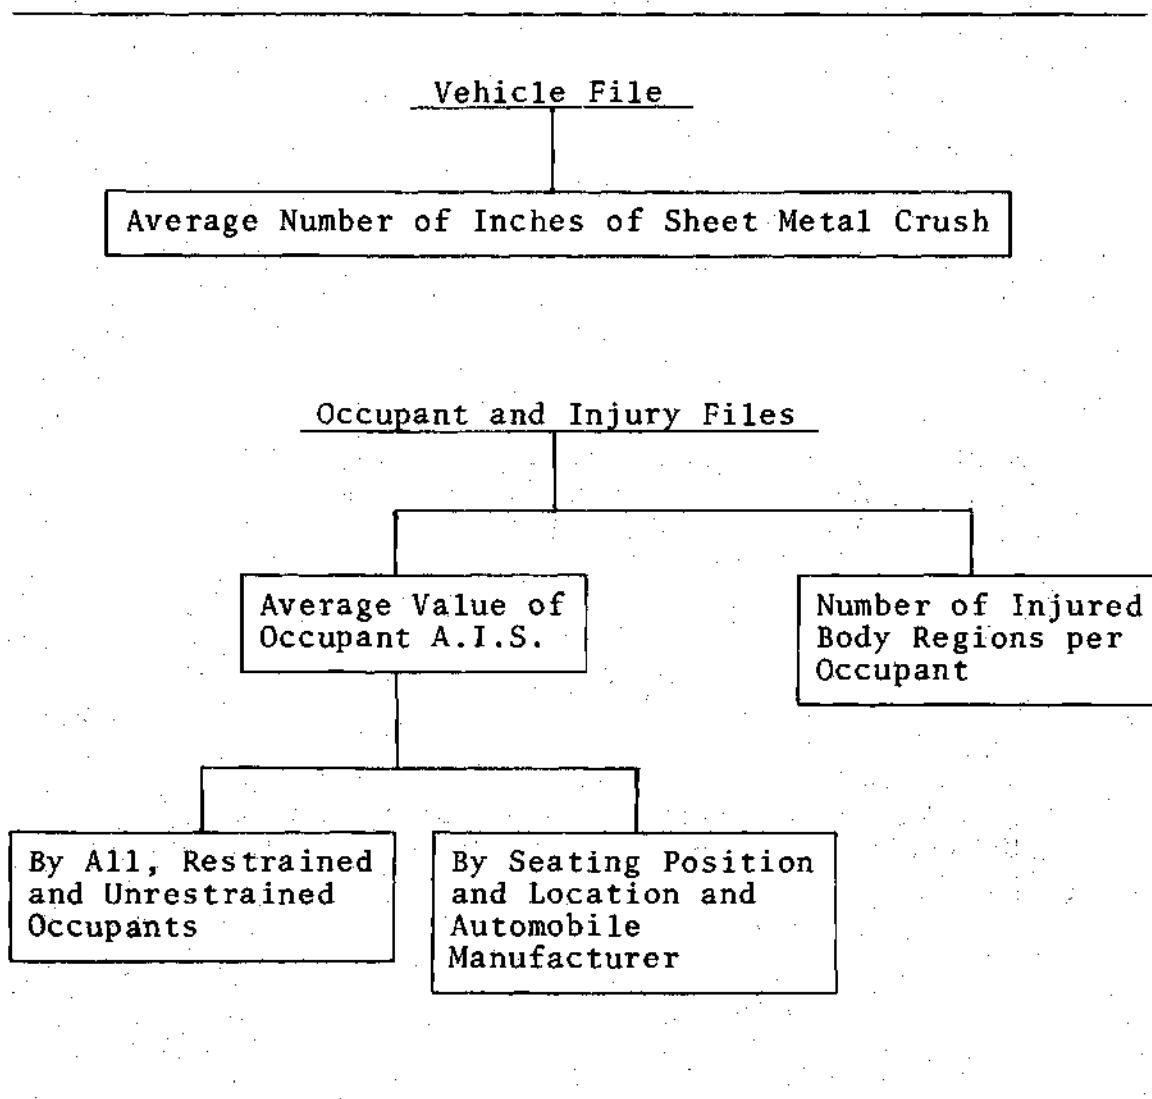 Vehicle File
Average Number of Inches of Sheet Metal Crush
Occupant and Injury Files
Average Value of
Occupant A.I.S.
Number of Injured
Body Regions per
Occupant
By All, Restrained
and Unrestrained
Occupants
By Seating Position
and Location and
Automobile
Manufacturer